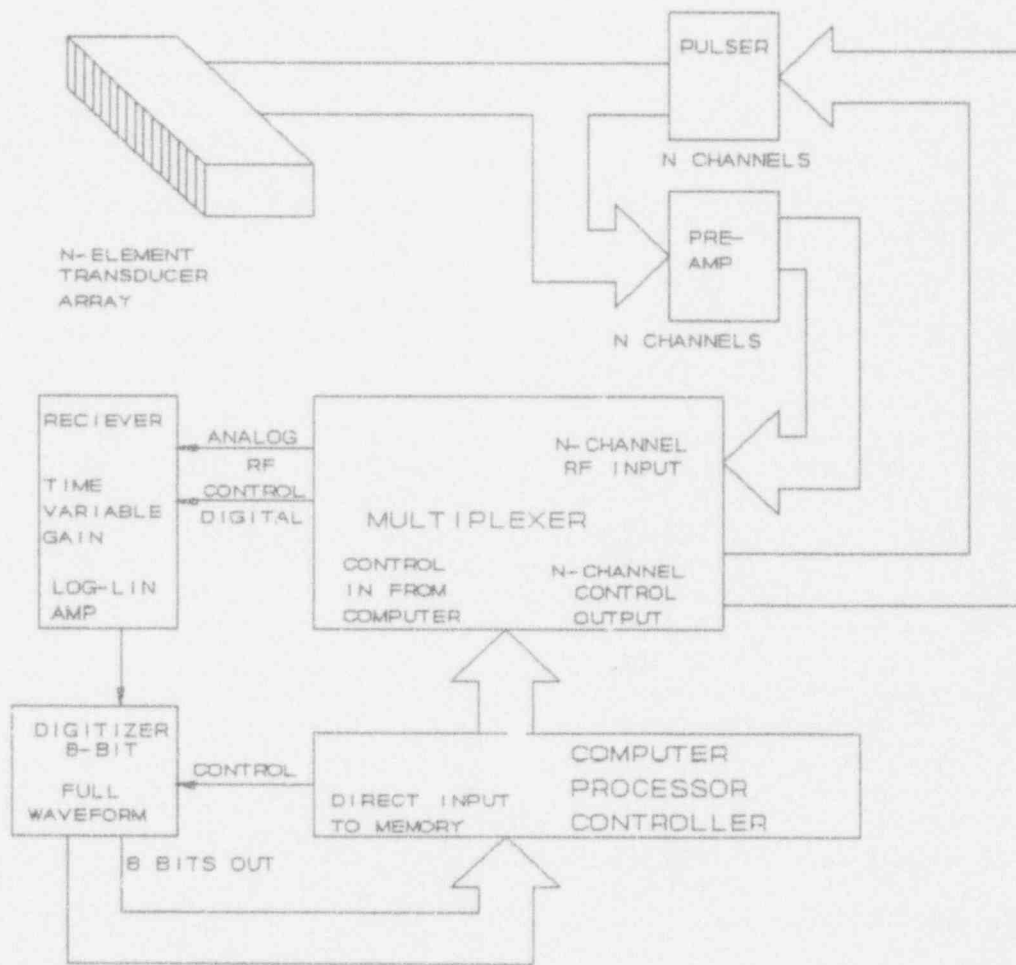 PULSER
N CHANNELS
PRE-
AMP
N CHANNELS
N-ELEMENT
TRANSDUCER
ARRAY
RECIEVER
TIME
VARIABLE
GAIN
LOG-LIN
AMP
ANALOG
RF
CONTROL
DIGITAL
N-CHANNEL
RF INPUT
MULTIPLEXER
CONTROL
IN FROM
COMPUTER
N-CHANNEL
CONTROL
OUTPUT
DIGITIZER
8-BIT
FULL
WAVEFORM
CONTROL
DIRECT INPUT
TO MEMORY
COMPUTER
PROCESSOR
CONTROLLER
8 BITS OUT